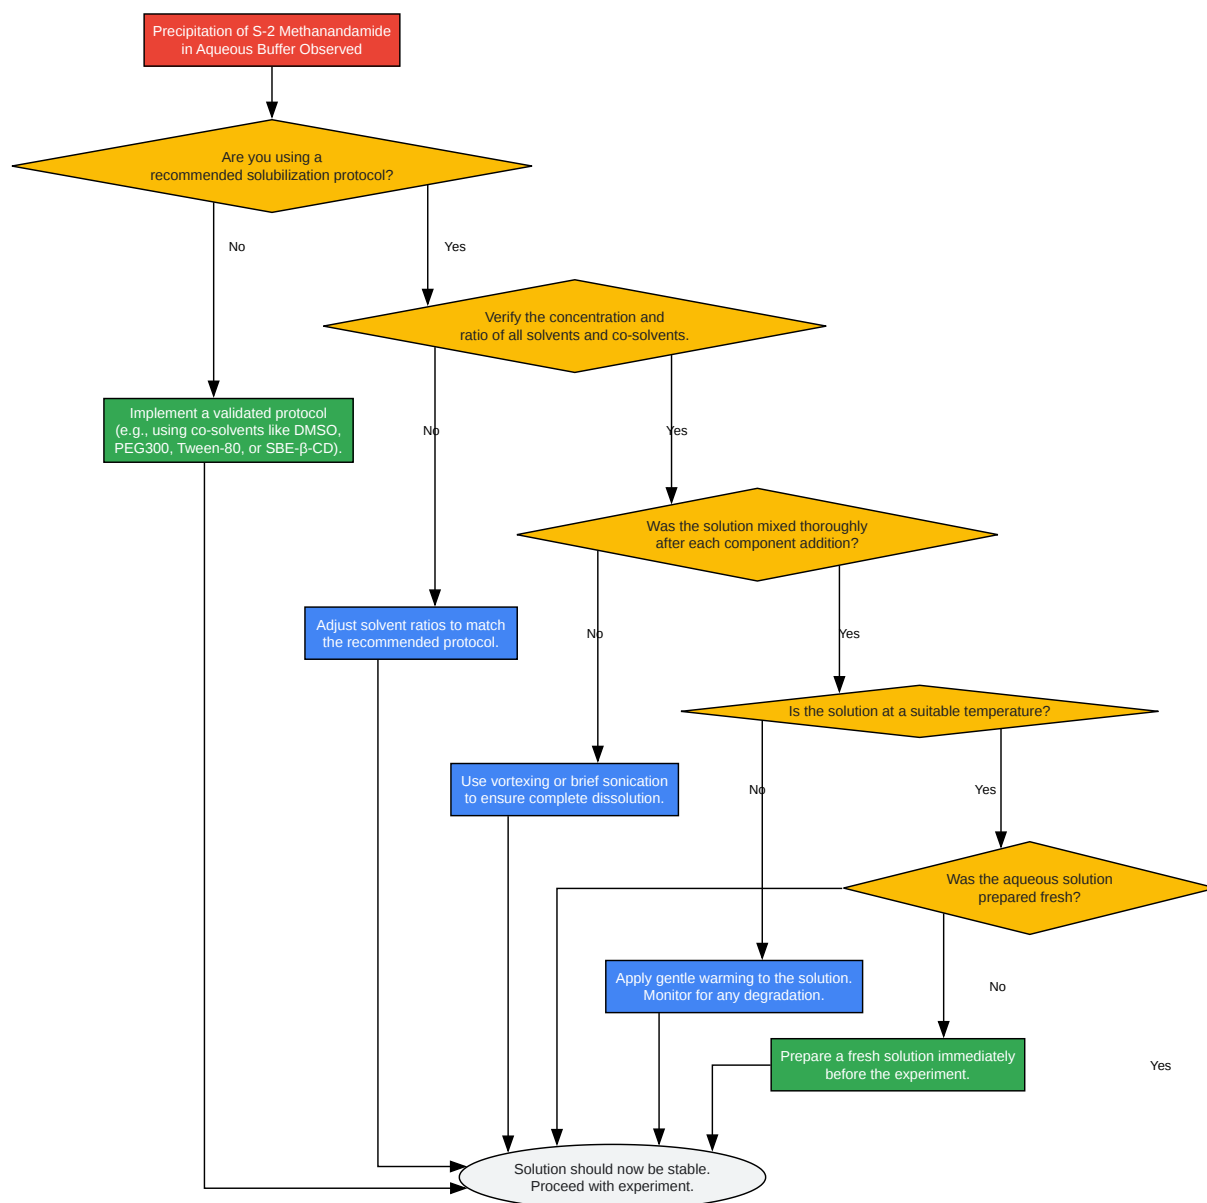 Precipitation of S-2 Methanandamide
in Aqueous Buffer Observed
Are you using a
recommended solubilization protocol?
No
Yes
Verify the concentration and
ratio of all solvents and co-solvents.
Implement a validated protocol
(e.g., using co-solvents like DMSO,
PEG300, Tween-80, or SBE-β-CD).
No
Yes
Was the solution mixed thoroughly
after each component addition?
Adjust solvent ratios to match
the recommended protocol.
No
Yes
Is the solution at a suitable temperature?
Use vortexing or brief sonication
to ensure complete dissolution.
No
Yes
Was the aqueous solution
prepared fresh?
Apply gentle warming to the solution.
Monitor for any degradation.
No
Prepare a fresh solution immediately
before the experiment.
Yes
Solution should now be stable.
Proceed with experiment.